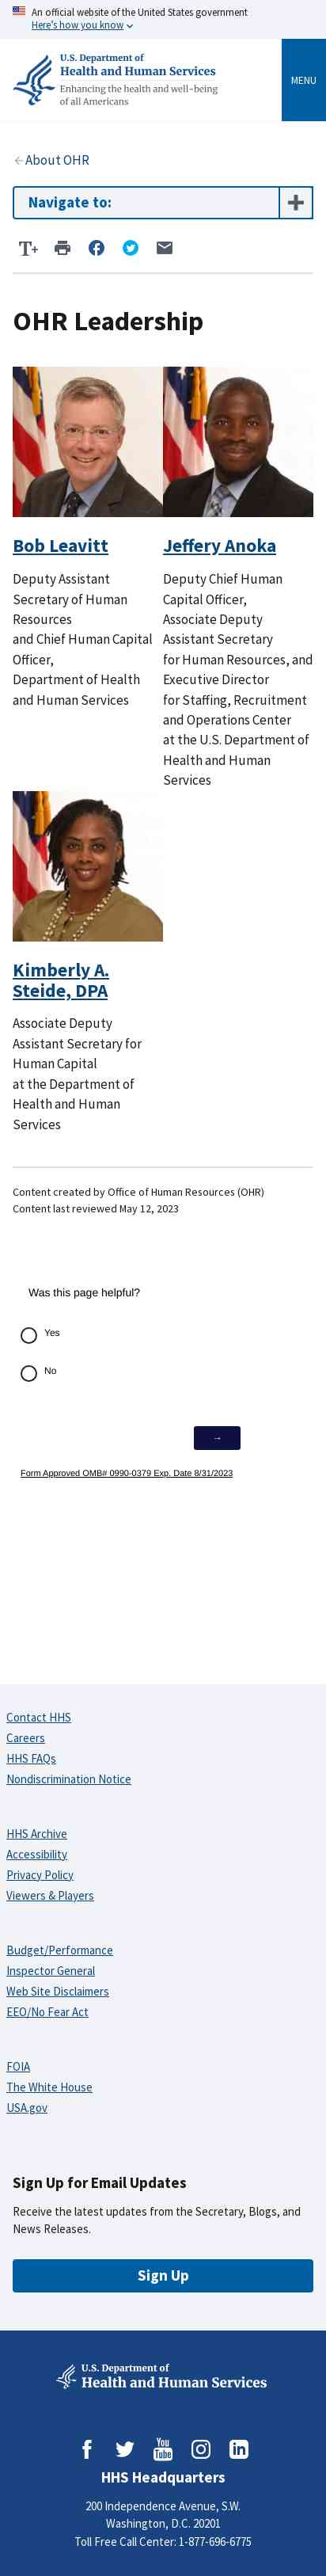 An official website of the United States government
Here's how you know
U.S. Department of
Health and Human Services
Enhancing the health and well-being
of all Americans
MENU
About OHR
Navigate to:
T+
OHR Leadership
Bob Leavitt
Deputy Assistant
Secretary of Human
Resources
and Chief Human Capital
Officer,
Department of Health
and Human Services
Jeffery Anoka
Deputy Chief Human
Capital Officer,
Associate Deputy
Assistant Secretary
for Human Resources, and
Executive Director
for Staffing, Recruitment
and Operations Center
at the U.S. Department of
Health and Human
Services
Kimberly A.
Steide, DPA
Associate Deputy
Assistant Secretary for
Human Capital
at the Department of
Health and Human
Services
Content created by Office of Human Resources (OHR)
Content last reviewed May 12, 2023
Was this page helpful?
Yes
No
→
Form Approved OMB# 0990-0379 Exp. Date 8/31/2023
Contact HHS
Careers
HHS FAQs
Nondiscrimination Notice
HHS Archive
Accessibility
Privacy Policy
Viewers & Players
Budget/Performance
Inspector General
Web Site Disclaimers
EEO/No Fear Act
FOIA
The White House
USA.gov
Sign Up for Email Updates
Receive the latest updates from the Secretary, Blogs, and
News Releases.
Sign Up
U.S. Department of
Health and Human Services
You
Tube
HHS Headquarters
200 Independence Avenue, S.W.
Washington, D.C. 20201
Toll Free Call Center: 1-877-696-6775